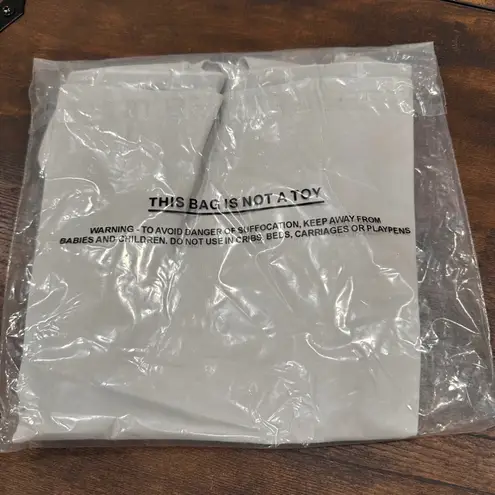 THIS BAG IS NOT A TOY
WARNING - TO AVOID DANGER OF SUFFOCATION, KEEP AWAY FROM
BABIES AND CHILDREN. DO NOT USE IN CRIBS, BEDS, CARRIAGES OR PLAYPENS